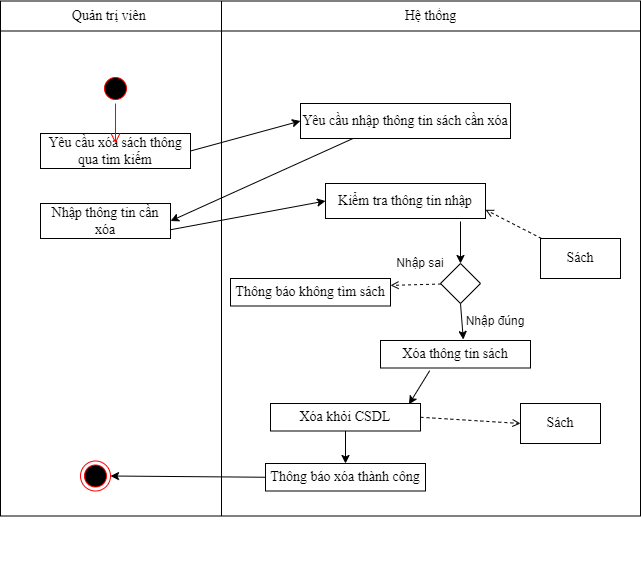 Quản trị viên
Hệ thống
Yêu cầu xóa sách thông
qua tìm kiếm
Yêu cầu nhập thông tin sách cần xóa
Nhập thông tin cần
xóa
Kiểm tra thông tin nhập
Sách
Nhập sai
Thông báo không tìm sách
Nhập đúng
Xóa thông tin sách
Xóa khỏi CSDL
Sách
Thông báo xóa thành công